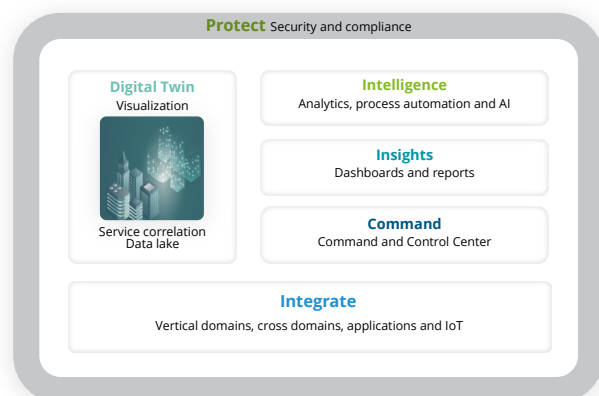 Protect Security and compliance
Digital Twin
Visualization
Service correlation
Data lake
Intelligence
Analytics, process automation and AI
Insights
Dashboards and reports
Command
Command and Control Center
Integrate
Vertical domains, cross domains, applications and IoT